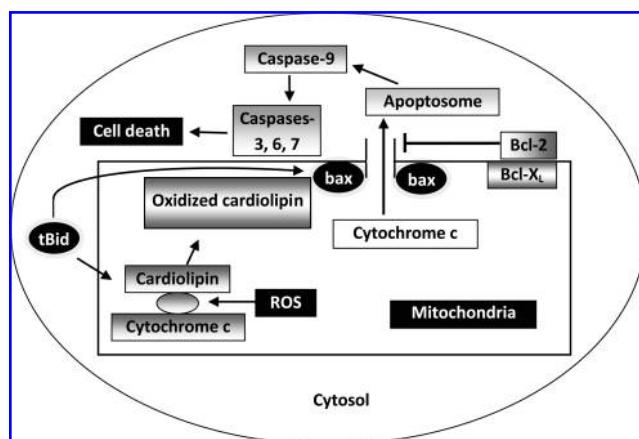 Caspase-9
Apoptosome
Caspases-
3, 6, 7
Cell death
Bcl-2
Bcl-XL
bax
bax
Oxidized cardiolipin
Cytochrome c
tBid
Cardiolipin
ROS
Cytochrome c
Mitochondria
Cytosol